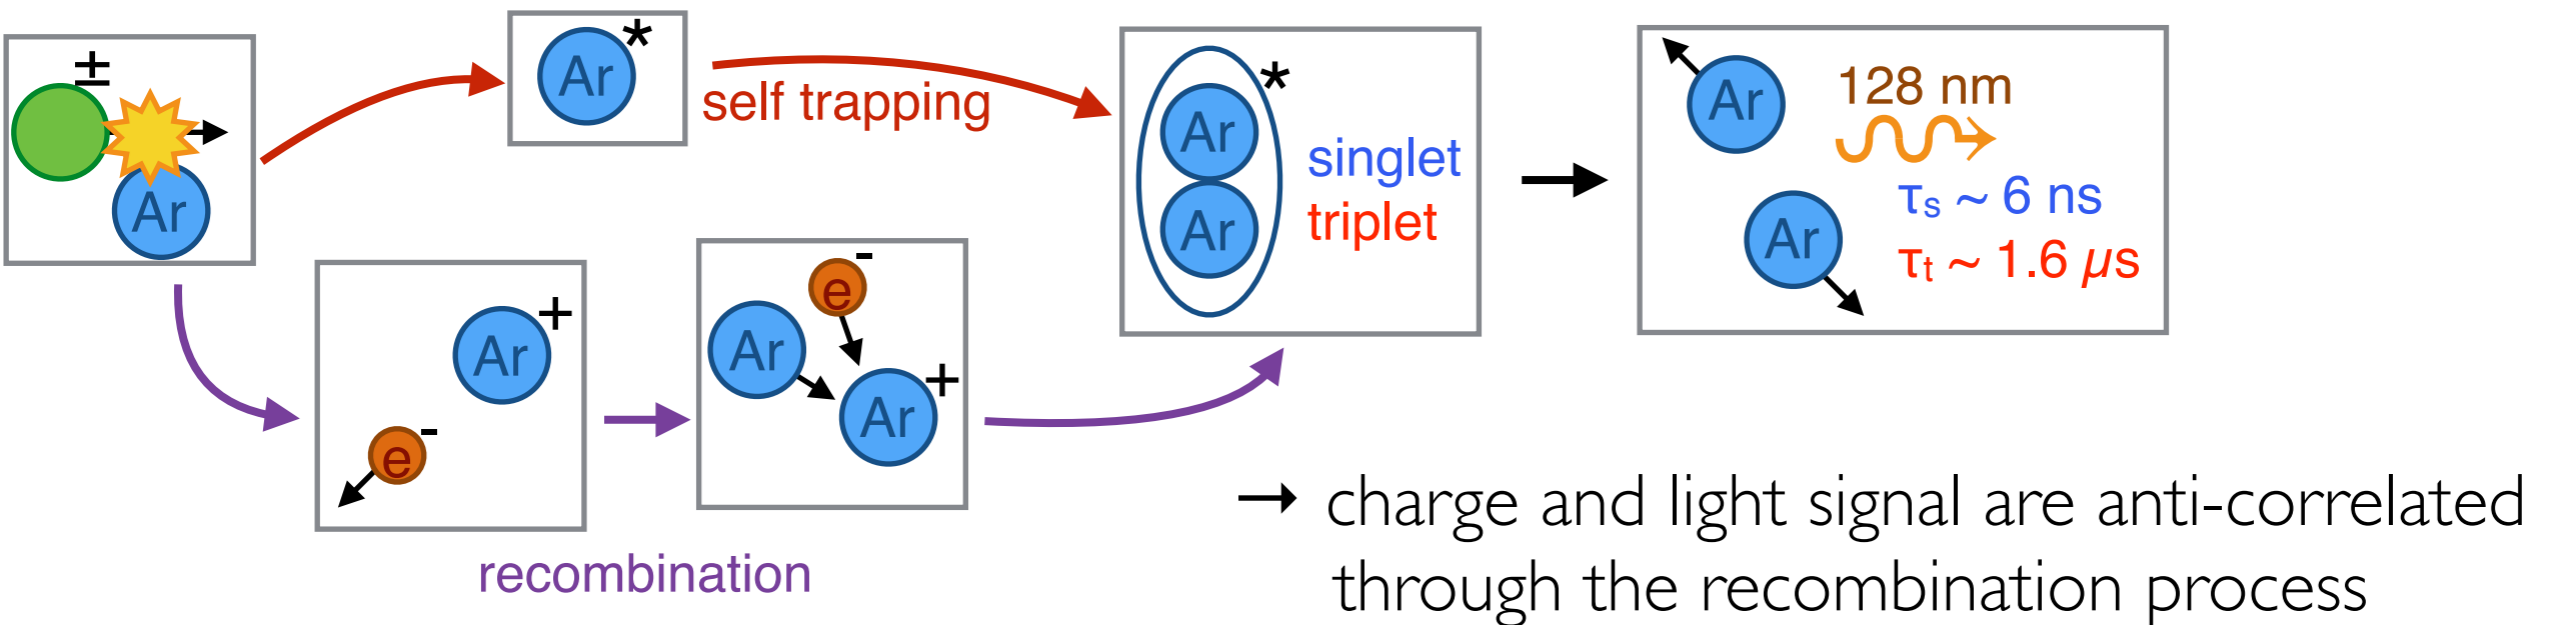 ±
Ar
Ar*
self trapping
Ar+
e-
recombination
Ar
e-
Ar+
Ar
Ar
*
singlet
triplet
Ar
Ar
128 nm
τs ~ 6 ns
τt ~ 1.6 μs
→ charge and light signal are anti-correlated
through the recombination process